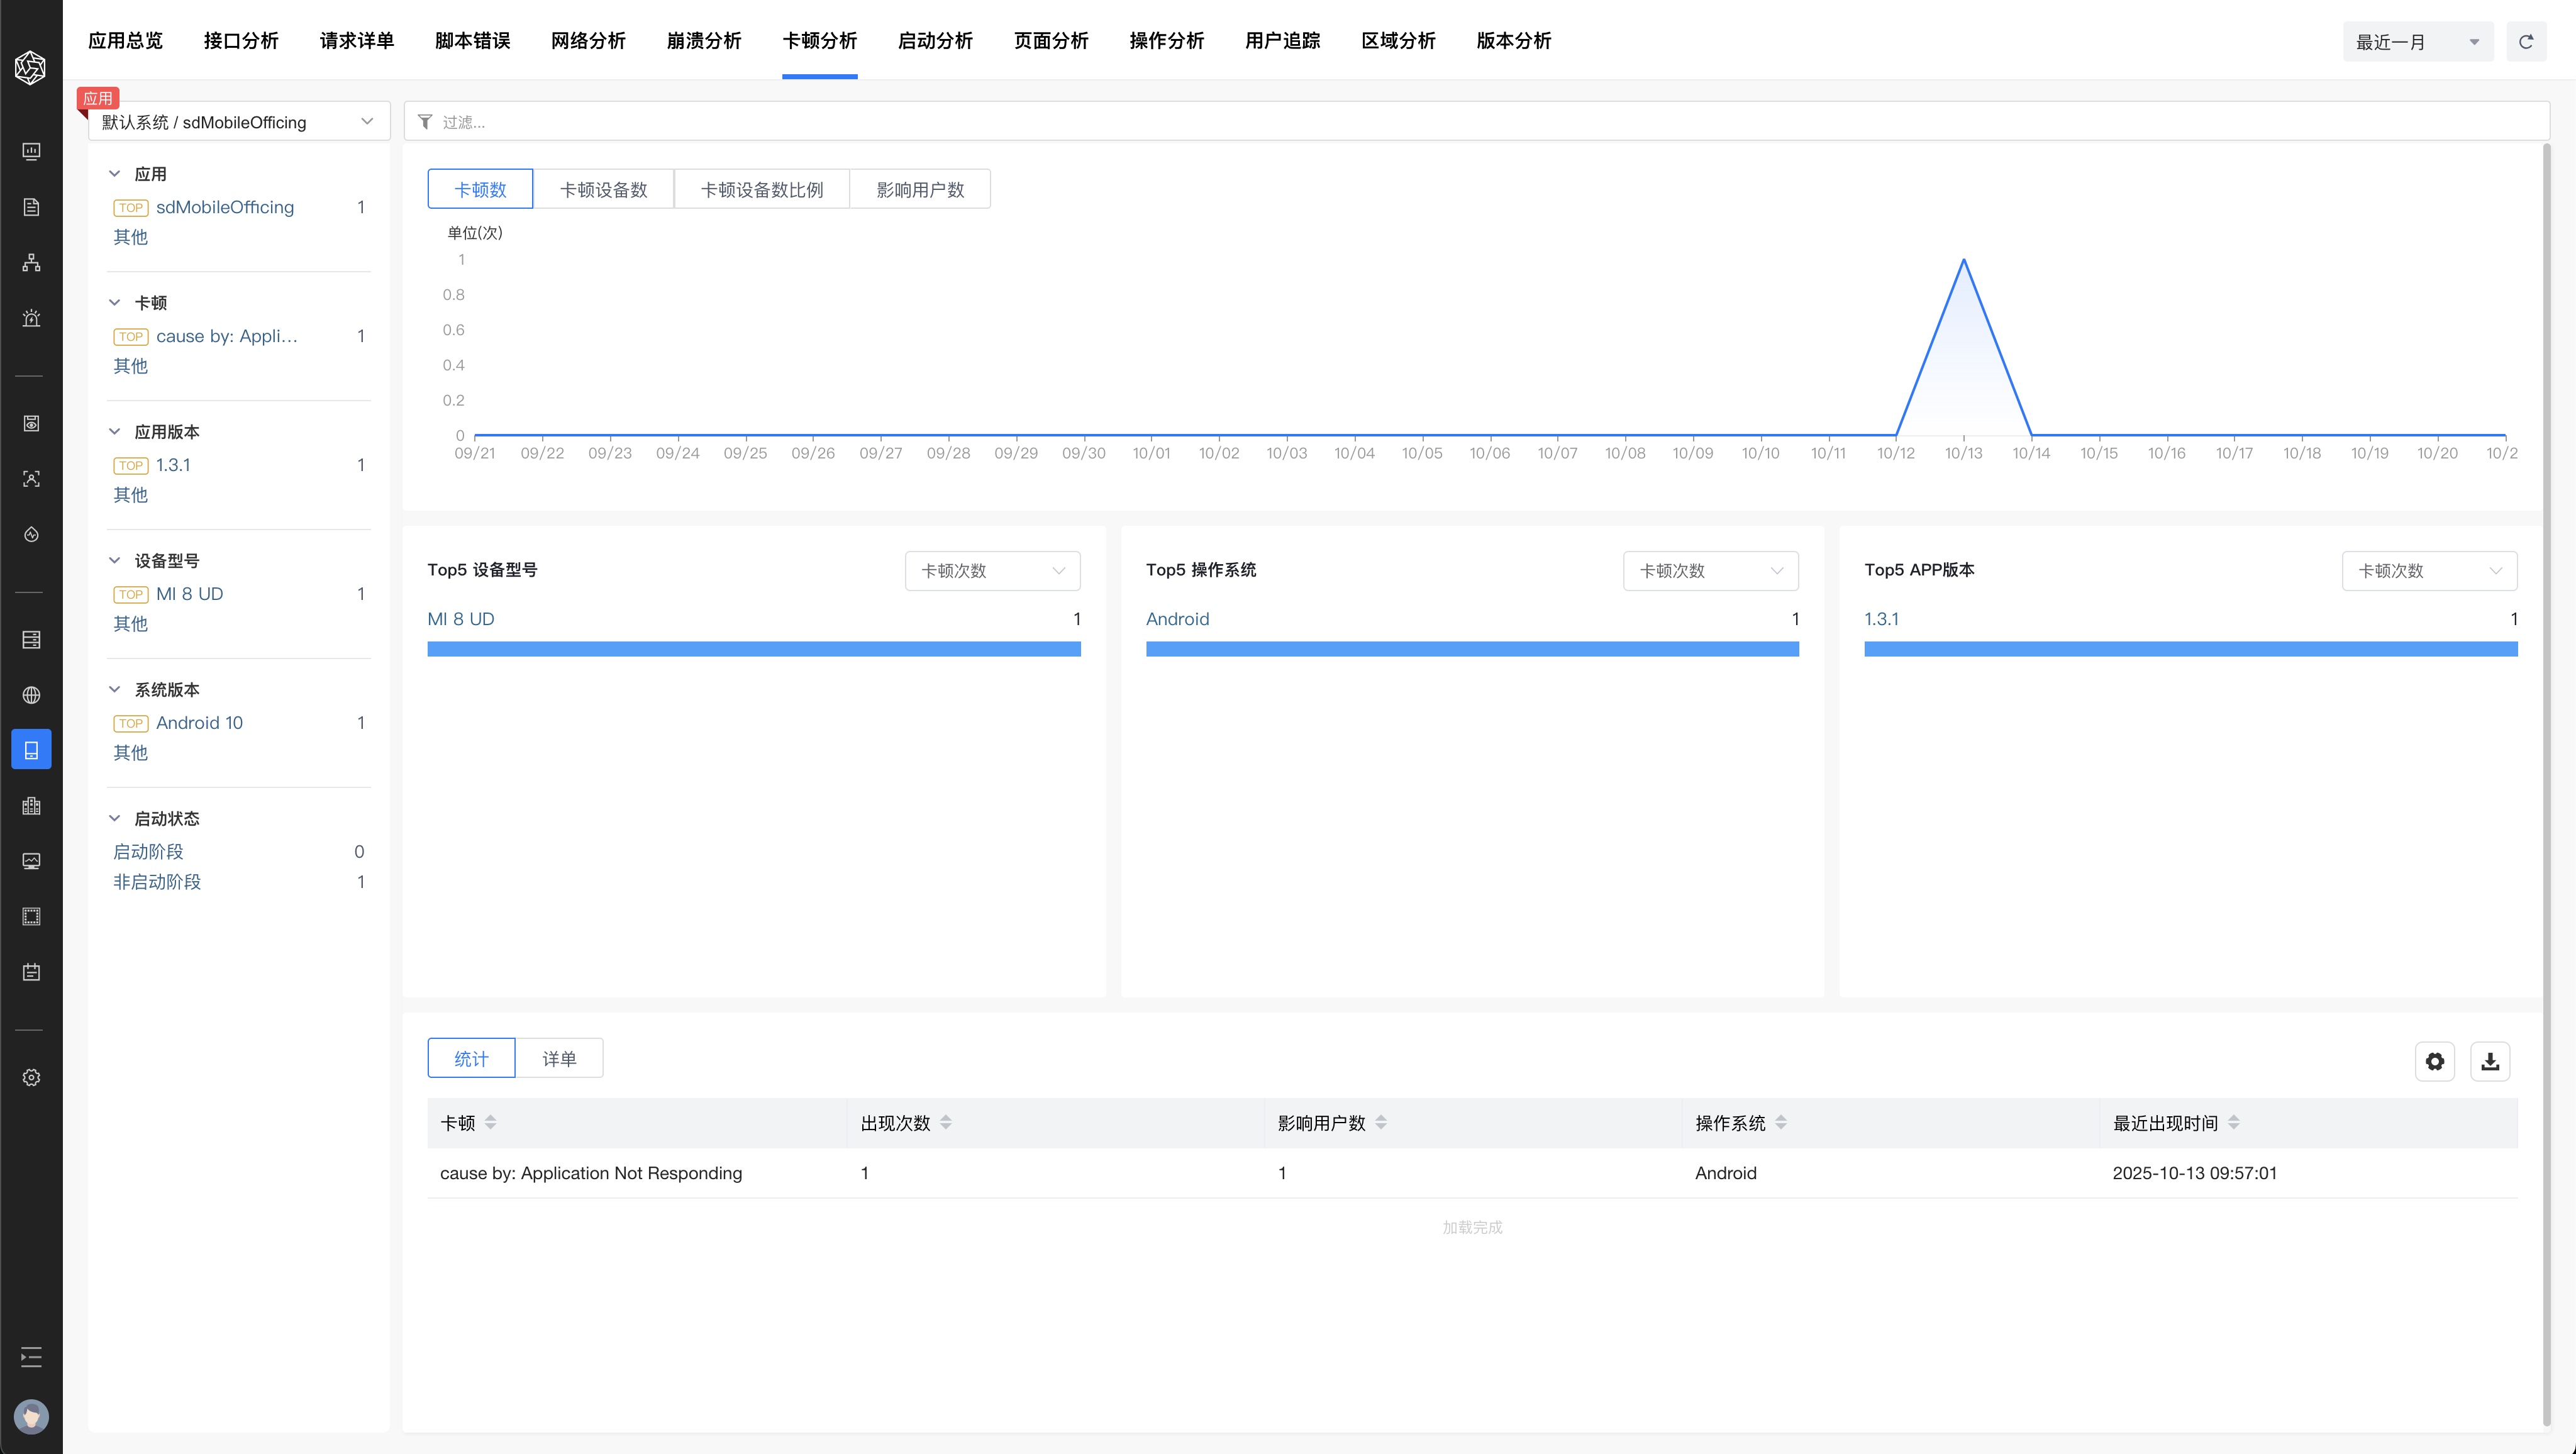 应用总览 接口分析 请求详单 脚本错误 网络分析 崩溃分析 卡顿分析 启动分析 页面分析 操作分析 用户追踪 区域分析 版本分析
最近一月
应用
默认系统 / sdMobileOfficing
过滤...
应用
TOP sdMobileOfficing 1
其他
卡顿
TOP cause by: Appli... 1
其他
应用版本
TOP 1.3.1 1
其他
设备型号
TOP MI 8 UD 1
其他
系统版本
TOP Android 10 1
其他
启动状态
启动阶段 0
非启动阶段 1
卡顿数 卡顿设备数 卡顿设备数比例 影响用户数
单位(次)
1
0.8
0.6
0.4
0.2
0
09/21 09/22 09/23 09/24 09/25 09/26 09/27 09/28 09/29 09/30 10/01 10/02 10/03 10/04 10/05 10/06 10/07 10/08 10/09 10/10 10/11 10/12 10/13 10/14 10/15 10/16 10/17 10/18 10/19 10/20 10/2
Top5 设备型号 卡顿次数
MI 8 UD 1
Top5 操作系统 卡顿次数
Android 1
Top5 APP版本 卡顿次数
1.3.1 1
统计 详单
卡顿 出现次数 影响用户数 操作系统 最近出现时间
cause by: Application Not Responding 1 1 Android 2025-10-13 09:57:01
加载完成